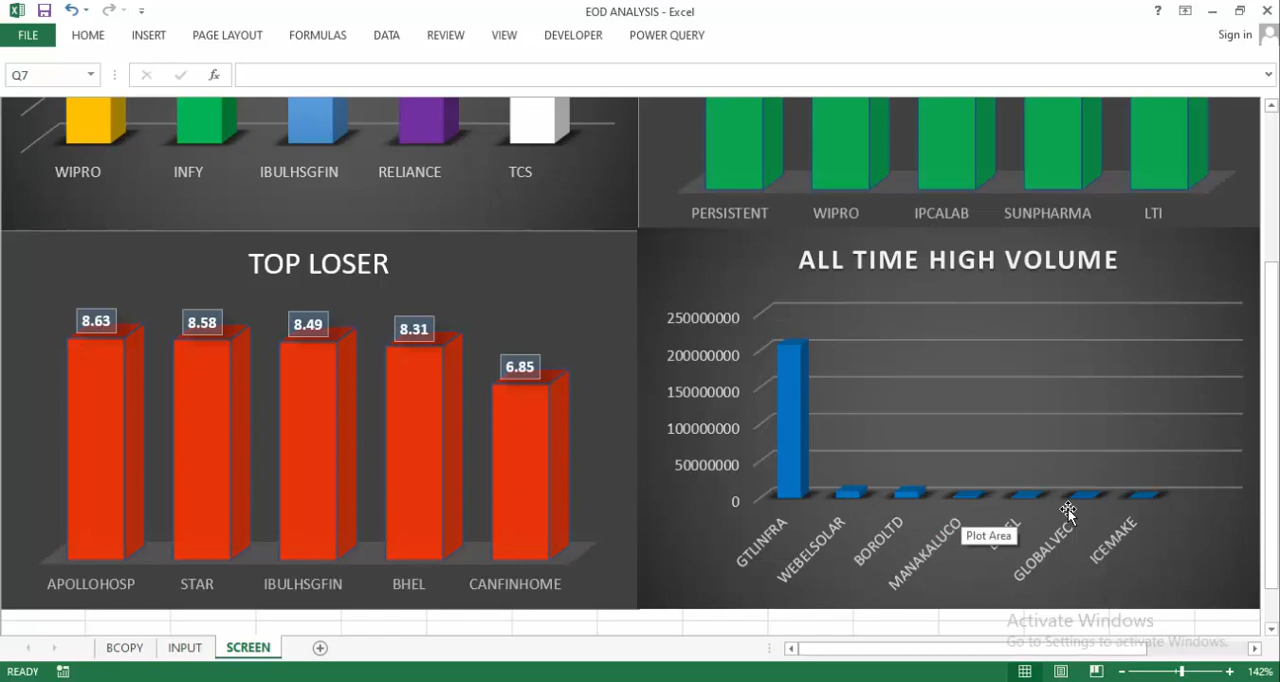 EOD ANALYSIS - Excel
?
FILE HOME INSERT PAGE LAYOUT FORMULAS DATA REVIEW VIEW DEVELOPER POWER QUERY
Sign in
Q7
fx
WIPRO INFY IBULHSGFIN RELIANCE TCS
PERSISTENT WIPRO IPCALAB SUNPHARMA LTI
TOP LOSER
8.63 8.58 8.49 8.31 6.85
APOLLOHOSP STAR IBULHSGFIN BHEL CANFINHOME
ALL TIME HIGH VOLUME
250000000
200000000
150000000
100000000
50000000
0
GTLINFRA WEBELSOLAR BOROLTD MANAKALUCO ICEMAKE
Plot Area
Activate Windows
Go to Settings to activate Windows.
BCOPY INPUT SCREEN
READY
142%